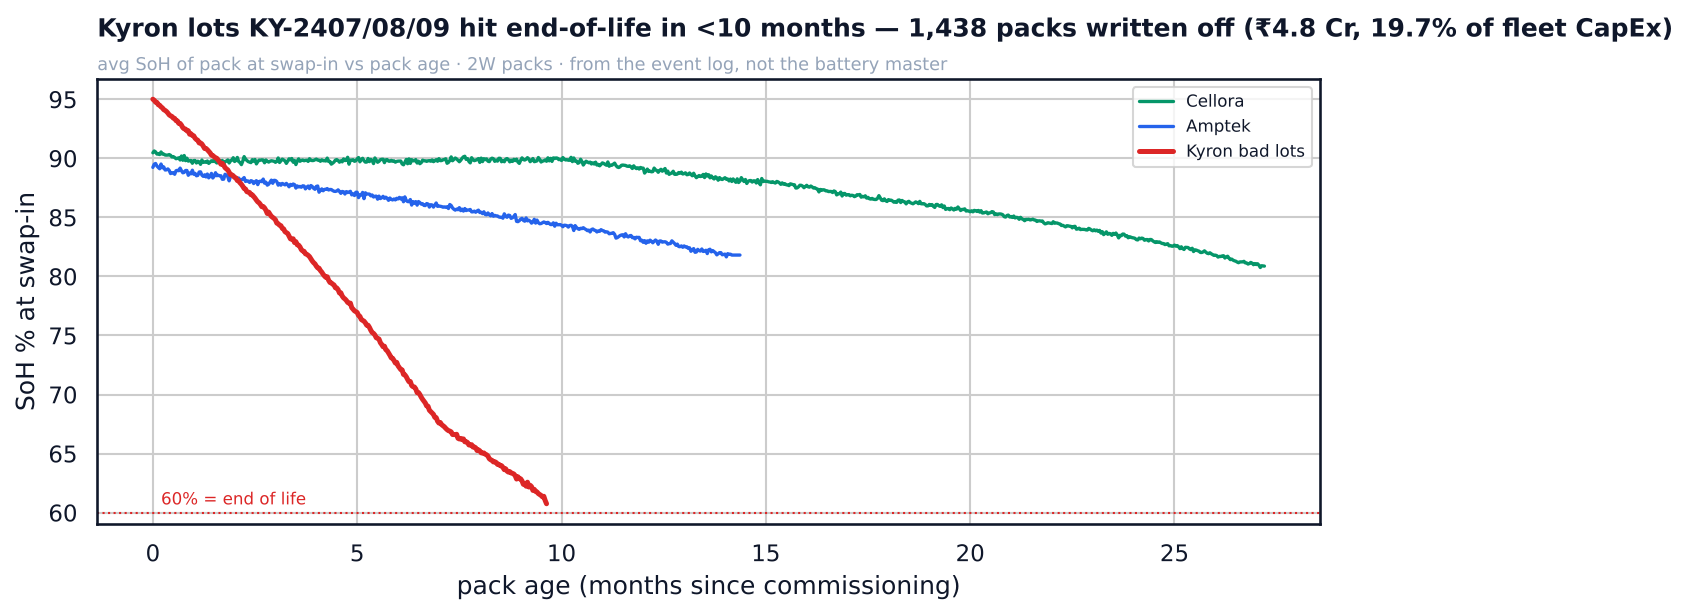 Kyron lots KY-2407/08/09 hit end-of-life in <10 months — 1,438 packs written off (₹4.8 Cr, 19.7% of fleet CapEx)
avg SoH of pack at swap-in vs pack age · 2W packs · from the event log, not the battery master
Cellora
Amptek
Kyron bad lots
SoH % at swap-in
95
90
85
80
75
70
65
60
60% = end of life
0 5 10 15 20 25
pack age (months since commissioning)